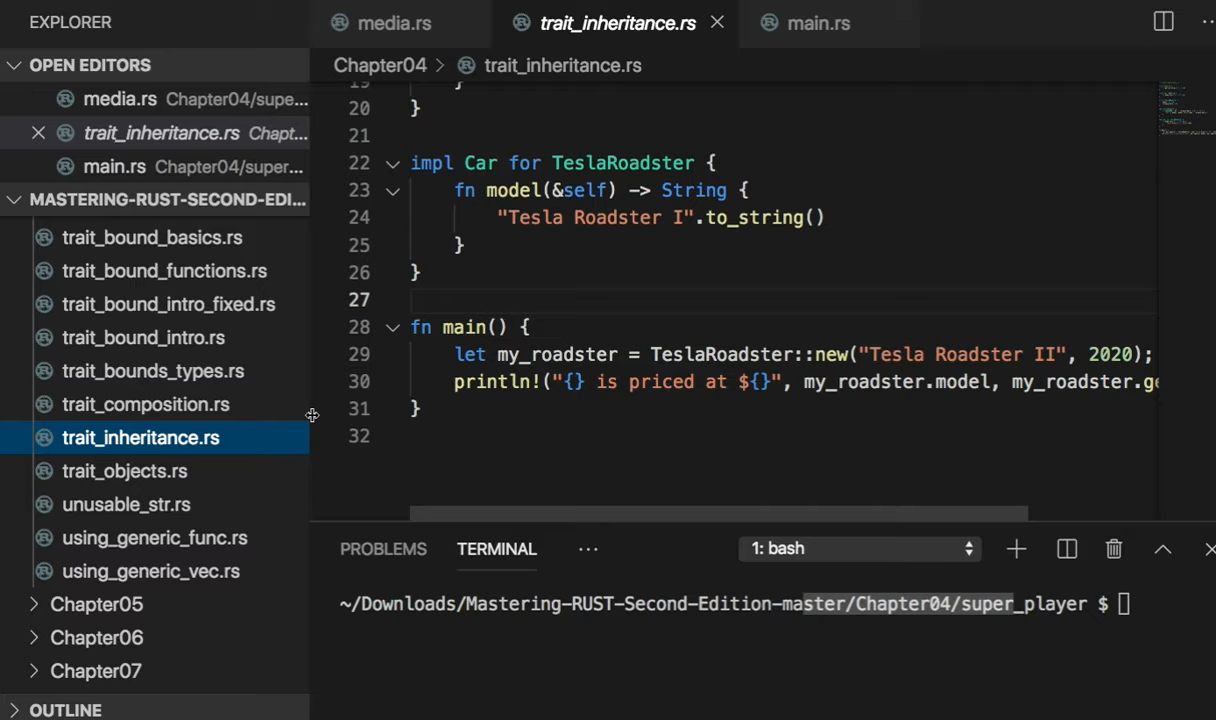 EXPLORER
media.rs
trait_inheritance.rs
main.rs
OPEN EDITORS
Chapter04 > trait_inheritance.rs
media.rs Chapter04/supe...
trait_inheritance.rs Chapt...
main.rs Chapter04/super...
MASTERING-RUST-SECOND-EDI...
trait_bound_basics.rs
trait_bound_functions.rs
trait_bound_intro_fixed.rs
trait_bound_intro.rs
trait_bounds_types.rs
trait_composition.rs
trait_inheritance.rs
trait_objects.rs
unusable_str.rs
using_generic_func.rs
using_generic_vec.rs
Chapter05
Chapter06
Chapter07
OUTLINE
19 }
20 }
21
22 impl Car for TeslaRoadster {
23 fn model(&self) -> String {
24 "Tesla Roadster I".to_string()
25 }
26 }
27
28 fn main() {
29 let my_roadster = TeslaRoadster::new("Tesla Roadster II", 2020);
30 println!("{} is priced at ${}", my_roadster.model, my_roadster.ge
31 }
32
PROBLEMS TERMINAL ... 1: bash
~/Downloads/Mastering-RUST-Second-Edition-master/Chapter04/super_player $